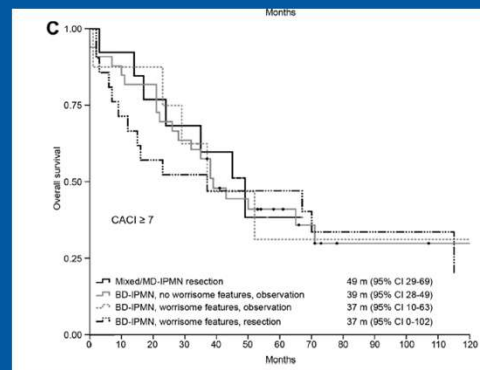 Months
C
1.00
0.75
0.50
0.25
0.00
Overall survival
CACI ≥ 7
Mixed/MD-IPMN resection 49 m (95% CI 29-69)
BD-IPMN, no worrisome features, observation 39 m (95% CI 28-49)
BD-IPMN, worrisome features, observation 37 m (95% CI 10-63)
BD-IPMN, worrisome features, resection 37 m (95% CI 0-102)
0 10 20 30 40 50 60 70 80 90 100 110 120
Months